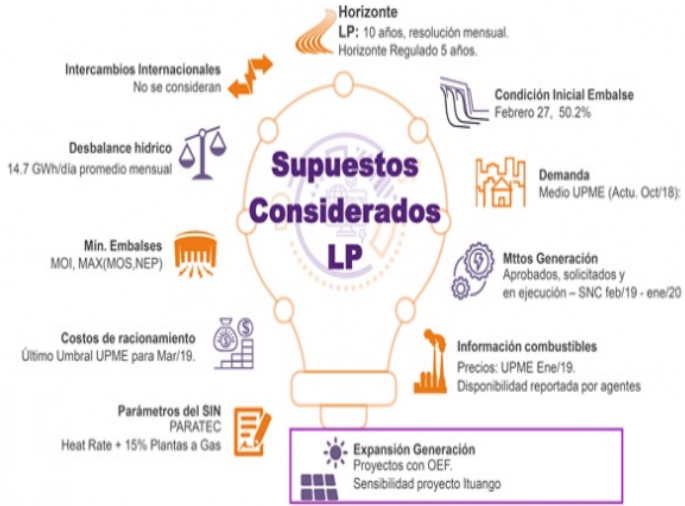 Horizonte
LP: 10 años, resolución mensual.
Horizonte Regulado 5 años.
Intercambios Internacionales
No se consideran
Condición Inicial Embalse
Febrero 27, 50.2%
Desbalance hídrico
14.7 GWh/día promedio mensual
Supuestos
Considerados
LP
Demanda
Medio UPME (Actu. Oct/18):
Min. Embalses
MOI, MAX(MOS,NEP)
Mttos Generación
Aprobados, solicitados y
en ejecución – SNC feb/19 - ene/20
Costos de racionamiento
Último Umbral UPME para Mar/19.
Información combustibles
Precios: UPME Ene/19.
Disponibilidad reportada por agentes
Parámetros del SIN
PARATEC
Heat Rate + 15% Plantas a Gas
Expansión Generación
Proyectos con OEF.
Sensibilidad proyecto Ituango